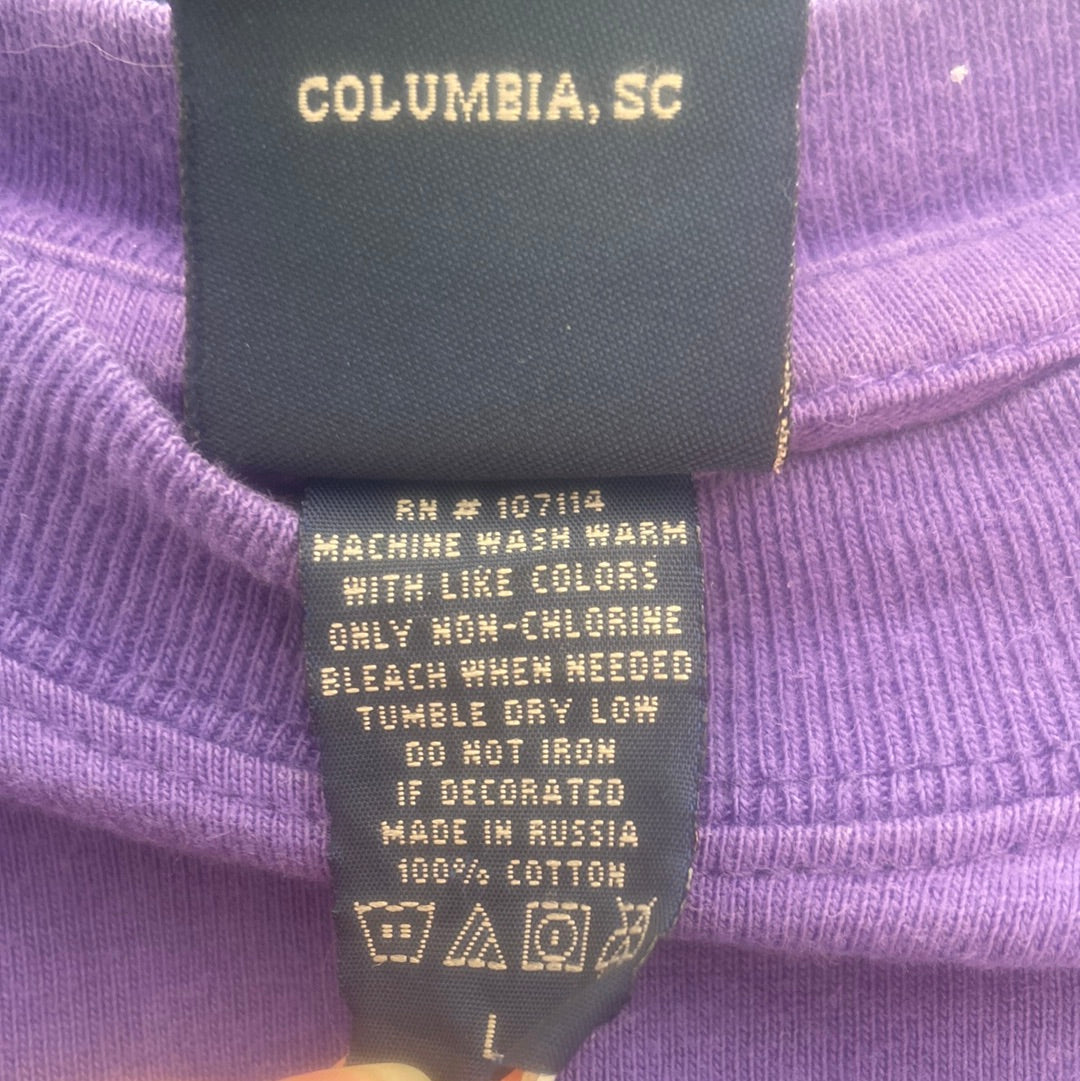 COLUMBIA, SC
RN # 107114
MACHINE WASH WARM
WITH LIKE COLORS
ONLY NON-CHLORINE
BLEACH WHEN NEEDED
TUMBLE DRY LOW
DO NOT IRON
IF DECORATED
MADE IN RUSSIA
100% COTTON
L